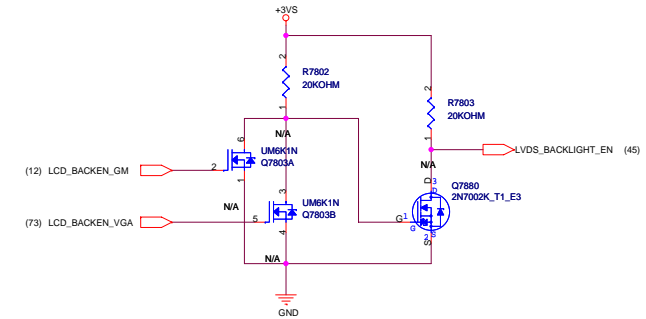 +3VS
2
R7802
20KOHM
1
2
R7803
20KOHM
1
N/A
6
UM6K1N
Q7803A
2
1
(12) LCD_BACKEN_GM
LVDS_BACKLIGHT_EN (45)
N/A
N/A
3
UM6K1N
Q7803B
5
4
(73) LCD_BACKEN_VGA
D
3
D
Q7880
2N7002K_T1_E3
G
1
G
2
S
S
N/A
GND